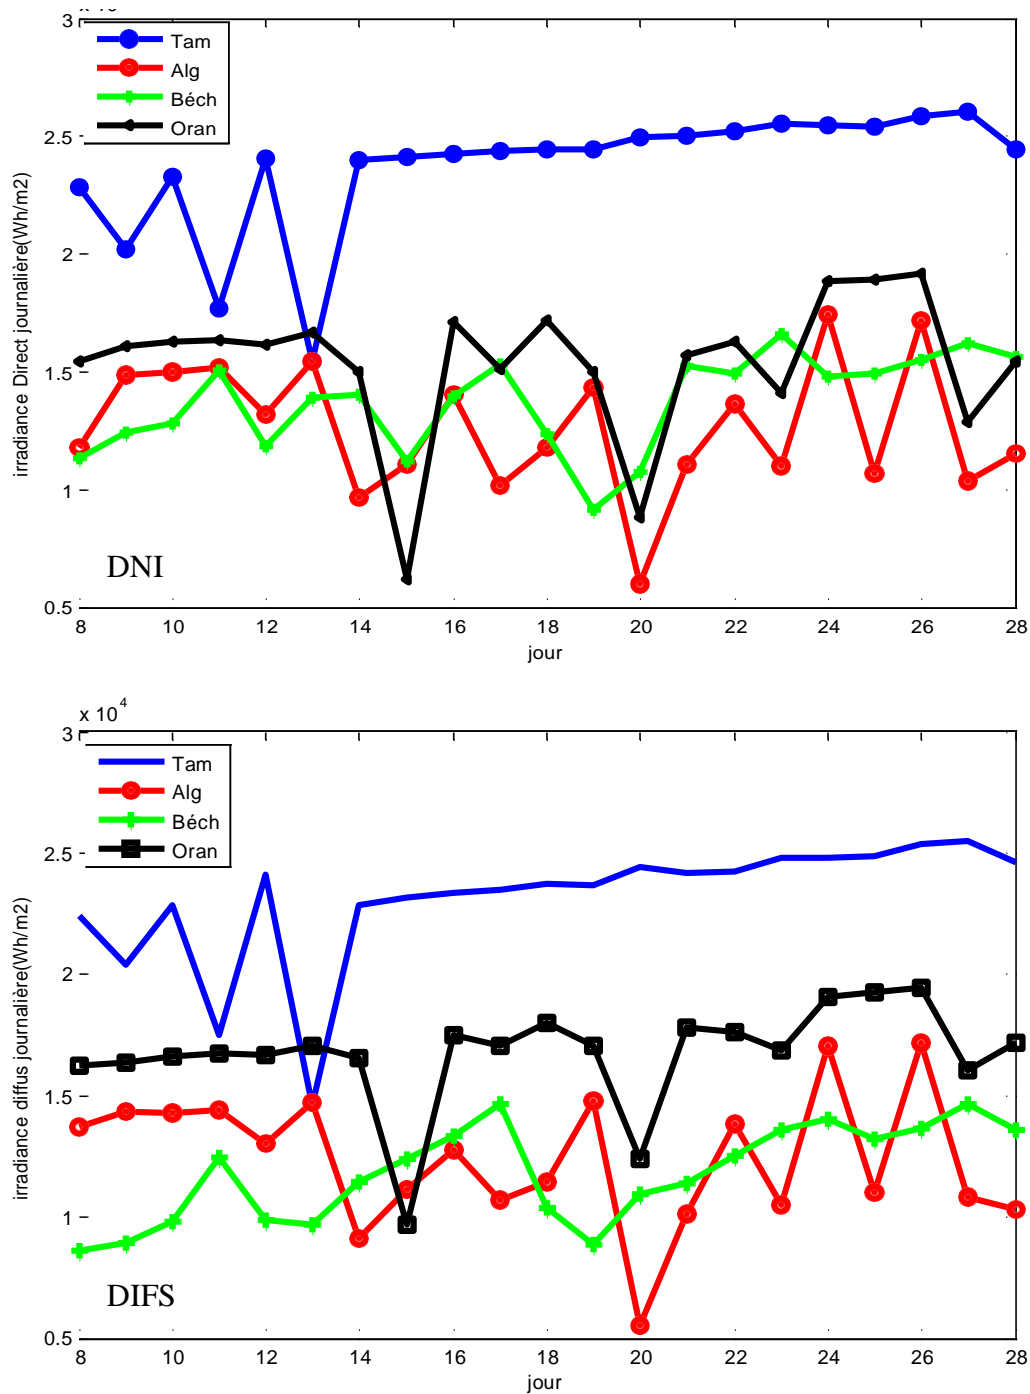 3
Tam
Alg
Béch
Oran
2.5
2
1.5
1
0.5
irradiance Direct journalière(Wh/m2)
DNI
8 10 12 14 16 18 20 22 24 26 28
jour
x 10^4
3
Tam
Alg
Béch
Oran
2.5
2
1.5
1
0.5
irradiance diffus journalière(Wh/m2)
DIFS
8 10 12 14 16 18 20 22 24 26 28
jour